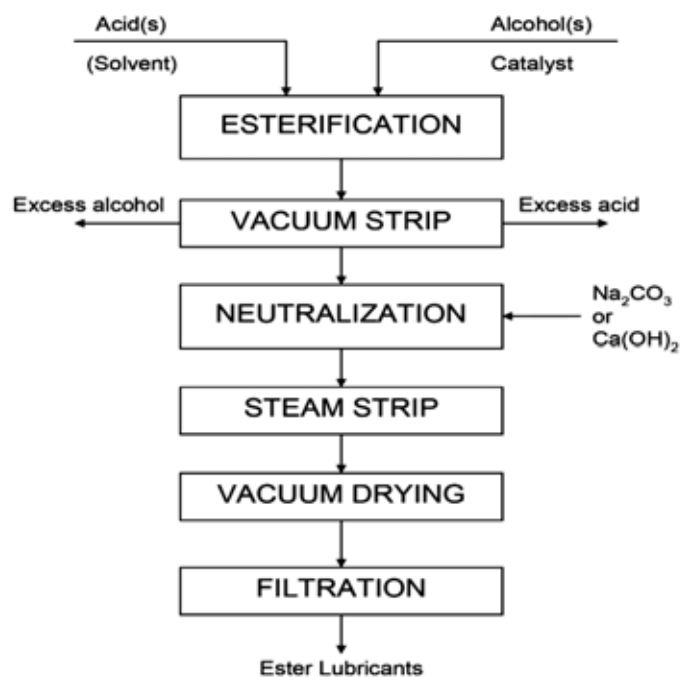 Acid(s)
Alcohol(s)
(Solvent)
Catalyst
ESTERIFICATION
Excess alcohol
VACUUM STRIP
Excess acid
NEUTRALIZATION
Na₂CO₃
or
Ca(OH)₂
STEAM STRIP
VACUUM DRYING
FILTRATION
Ester Lubricants